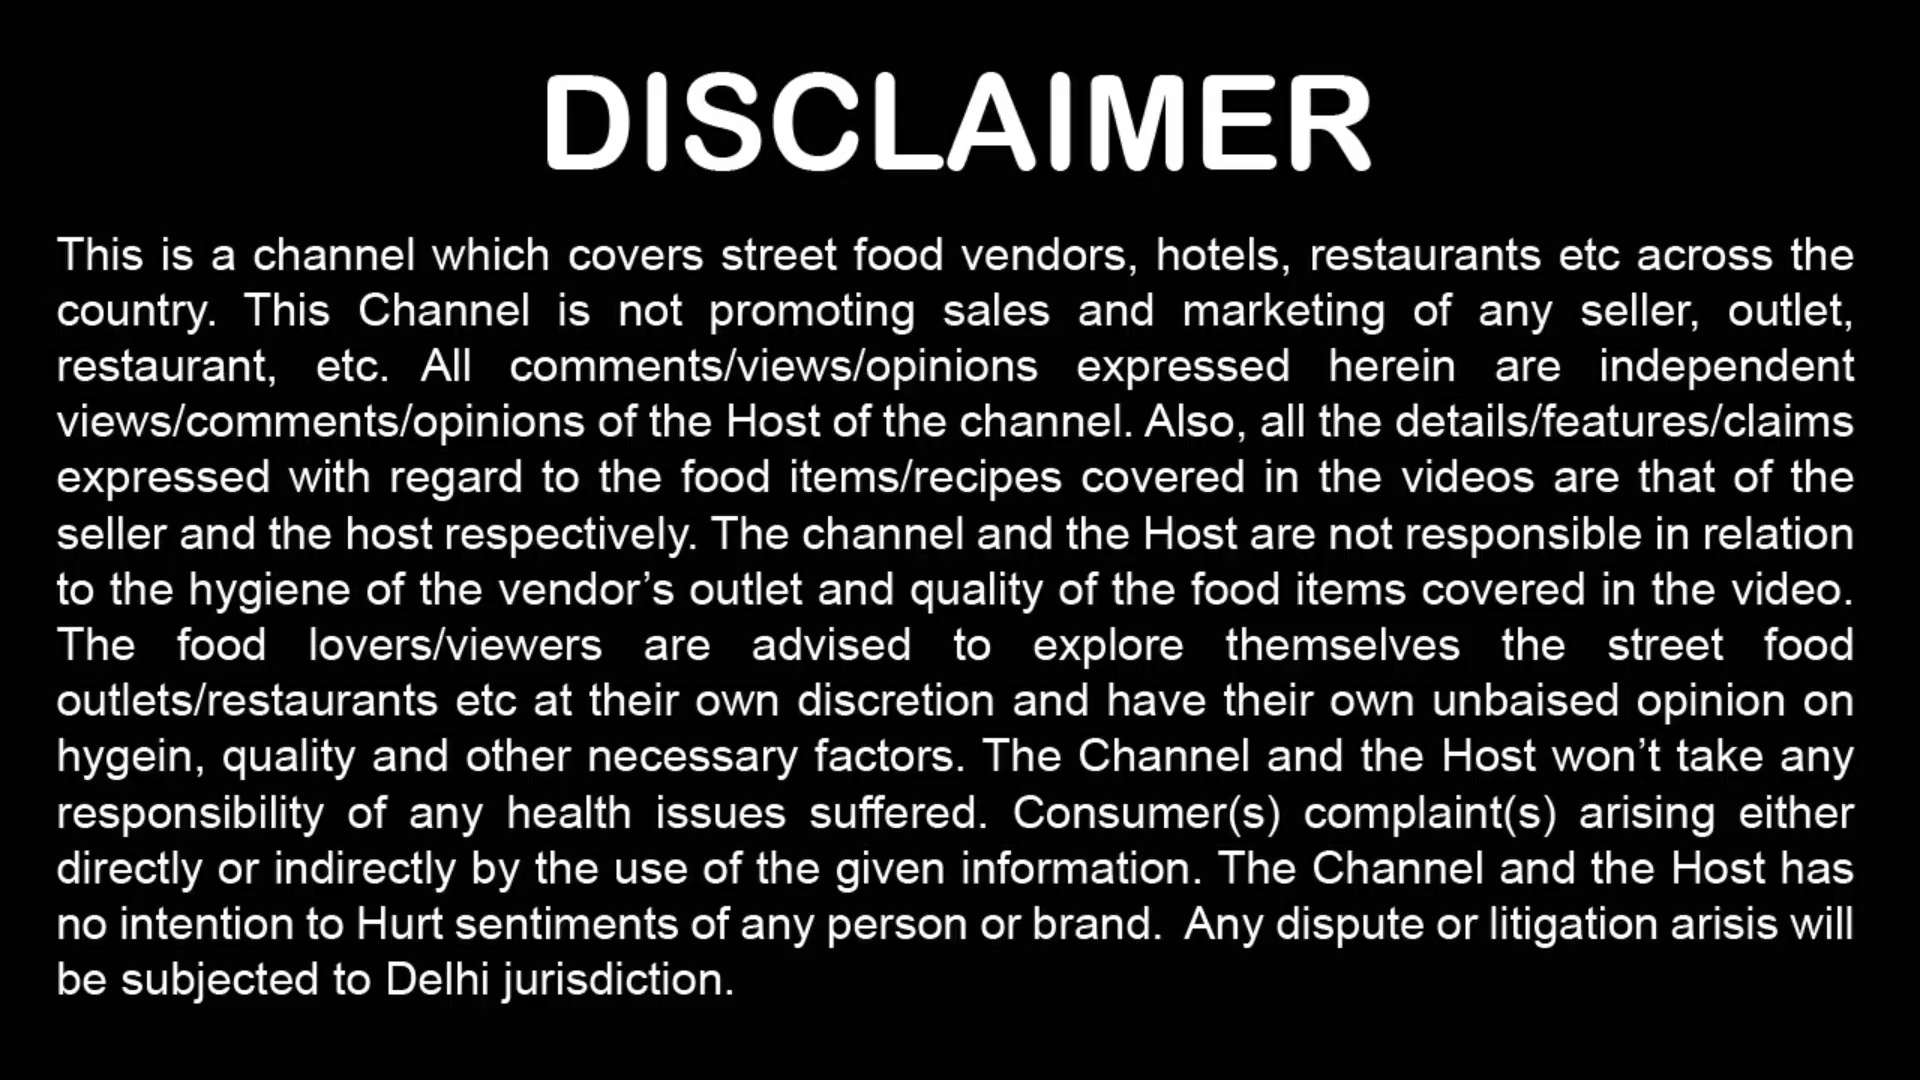 DISCLAIMER
This is a channel which covers street food vendors, hotels, restaurants etc across the
country. This Channel is not promoting sales and marketing of any seller, outlet,
restaurant, etc. All comments/views/opinions expressed herein are independent
views/comments/opinions of the Host of the channel. Also, all the details/features/claims
expressed with regard to the food items/recipes covered in the videos are that of the
seller and the host respectively. The channel and the Host are not responsible in relation
to the hygiene of the vendor’s outlet and quality of the food items covered in the video.
The food lovers/viewers are advised to explore themselves the street food
outlets/restaurants etc at their own discretion and have their own unbaised opinion on
hygein, quality and other necessary factors. The Channel and the Host won’t take any
responsibility of any health issues suffered. Consumer(s) complaint(s) arising either
directly or indirectly by the use of the given information. The Channel and the Host has
no intention to Hurt sentiments of any person or brand.  Any dispute or litigation arisis will
be subjected to Delhi jurisdiction.